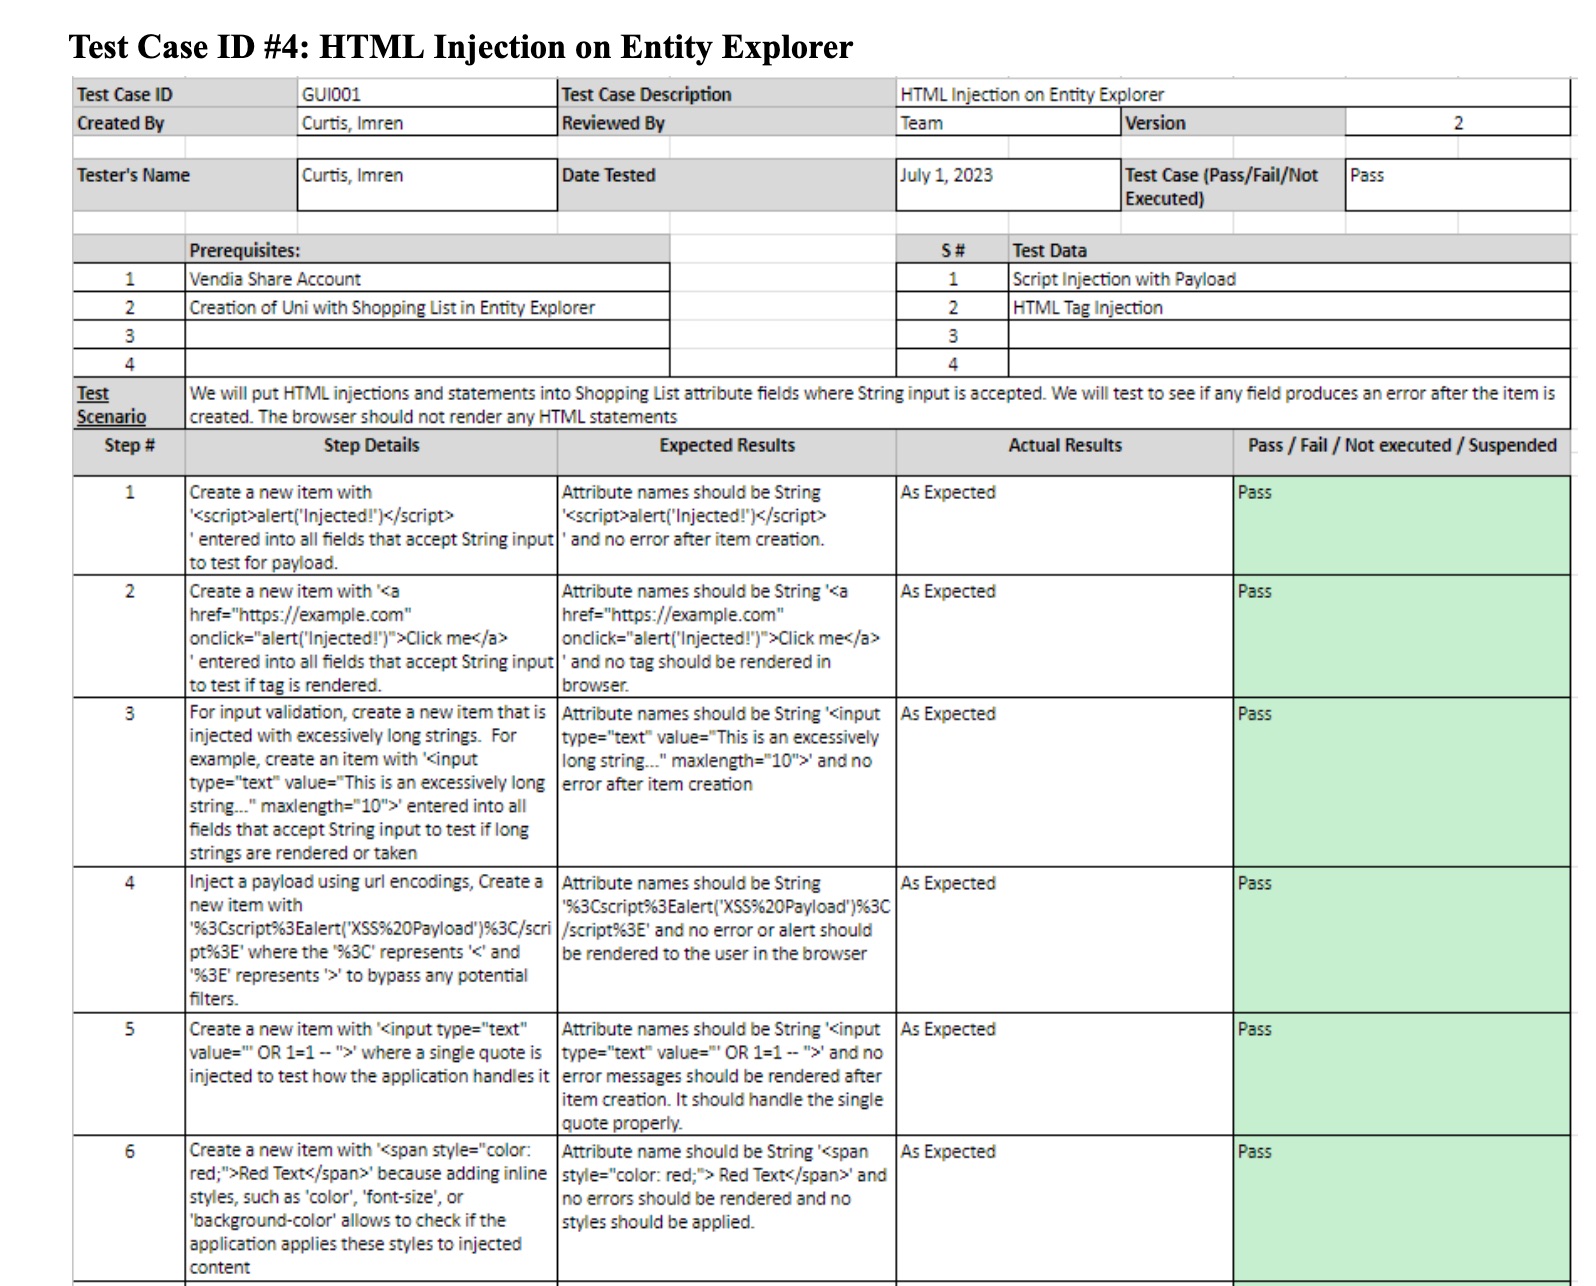 Test Case ID #4: HTML Injection on Entity Explorer
Test Case ID GUI001 Test Case Description HTML Injection on Entity Explorer
Created By Curtis, Imren Reviewed By Team Version 2
Tester's Name Curtis, Imren Date Tested July 1, 2023 Test Case (Pass/Fail/Not Pass
Executed)
Prerequisites: S # Test Data
1 Vendia Share Account 1 Script Injection with Payload
2 Creation of Uni with Shopping List in Entity Explorer 2 HTML Tag Injection
3 3
4 4
Test
Scenario
We will put HTML injections and statements into Shopping List attribute fields where String input is accepted. We will test to see if any field produces an error after the item is
created. The browser should not render any HTML statements
Step # Step Details Expected Results Actual Results Pass / Fail / Not executed / Suspended
1
Create a new item with
'<script>alert('Injected!')</script>
' entered into all fields that accept String input
to test for payload.
Attribute names should be String
'<script>alert('Injected!')</script>
' and no error after item creation.
As Expected
Pass
2
Create a new item with '<a
href="https://example.com"
onclick="alert('Injected!')">Click me</a>
' entered into all fields that accept String input
to test if tag is rendered.
Attribute names should be String '<a
href="https://example.com"
onclick="alert('Injected!')">Click me</a>
' and no tag should be rendered in
browser.
As Expected
Pass
3
For input validation, create a new item that is
injected with excessively long strings.  For
example, create an item with '<input
type="text" value="This is an excessively long
string..." maxlength="10">' entered into all
fields that accept String input to test if long
strings are rendered or taken
Attribute names should be String '<input
type="text" value="This is an excessively
long string..." maxlength="10">' and no
error after item creation
As Expected
Pass
4
Inject a payload using url encodings, Create a
new item with
'%3Cscript%3Ealert('XSS%20Payload')%3C/scri
pt%3E' where the '%3C' represents '<' and
'%3E' represents '>' to bypass any potential
filters.
Attribute names should be String
'%3Cscript%3Ealert('XSS%20Payload')%3C
/script%3E' and no error or alert should
be rendered to the user in the browser
As Expected
Pass
5
Create a new item with '<input type="text"
value="' OR 1=1 -- ">' where a single quote is
injected to test how the application handles it
Attribute names should be String '<input
type="text" value="' OR 1=1 -- ">' and no
error messages should be rendered after
item creation. It should handle the single
quote properly.
As Expected
Pass
6
Create a new item with '<span style="color:
red;">Red Text</span>' because adding inline
styles, such as 'color', 'font-size', or
'background-color' allows to check if the
application applies these styles to injected
content
Attribute name should be String '<span
style="color: red;"> Red Text</span>' and
no errors should be rendered and no
styles should be applied.
As Expected
Pass